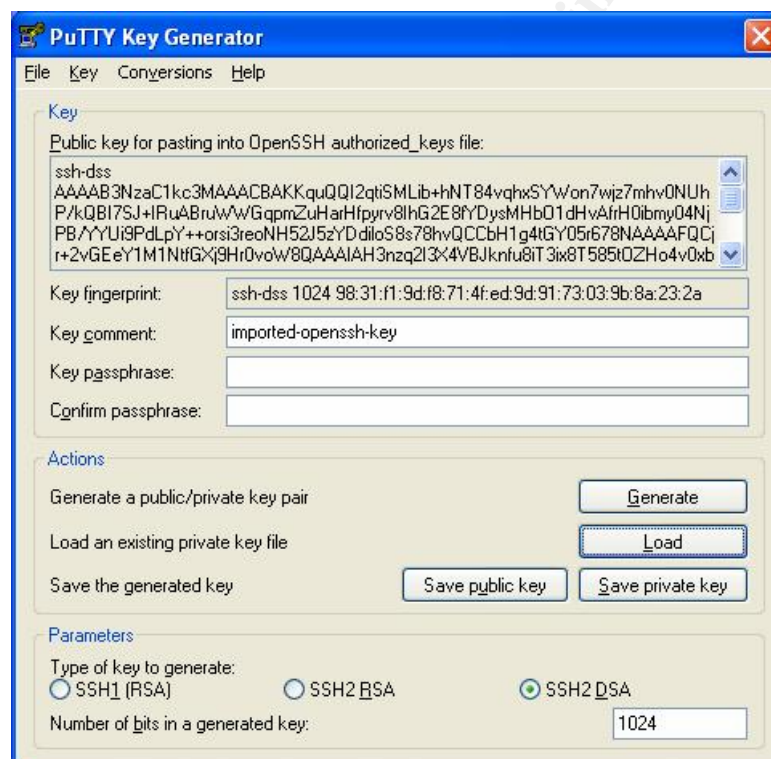 PuTTY Key Generator
File Key Conversions Help
Key
Public key for pasting into OpenSSH authorized_keys file:
ssh-dss
AAAAB3NzaC1kc3MAAACBAKKquQQI2qtiSMLib+hNT84vqhxSYWon7wjz7mhv0NUh
P/kQBI7SJ+IRuABruWWGqpmZuHarHfpyrv8IhG2E8fYDysMHbO1dHvAfrH0ibmy04Nj
PB/YYUi9PdLpY++orsi3reoNH52J5zYDdiloS8s78hvQCCbH1g4tGY05r678NAAAAFQCj
r+2vGEeY1M1NtfGXj9Hr0voW8QAAAIAH3nzq2I3X4VBJknfu8iT3ix8T585tOZHo4v0xb
Key fingerprint: ssh-dss 1024 98:31:f1:9d:f8:71:4f:ed:9d:91:73:03:9b:8a:23:2a
Key comment: imported-openssh-key
Key passphrase:
Confirm passphrase:
Actions
Generate a public/private key pair Generate
Load an existing private key file Load
Save the generated key Save public key Save private key
Parameters
Type of key to generate:
SSH1 (RSA) SSH2 RSA SSH2 DSA
Number of bits in a generated key: 1024